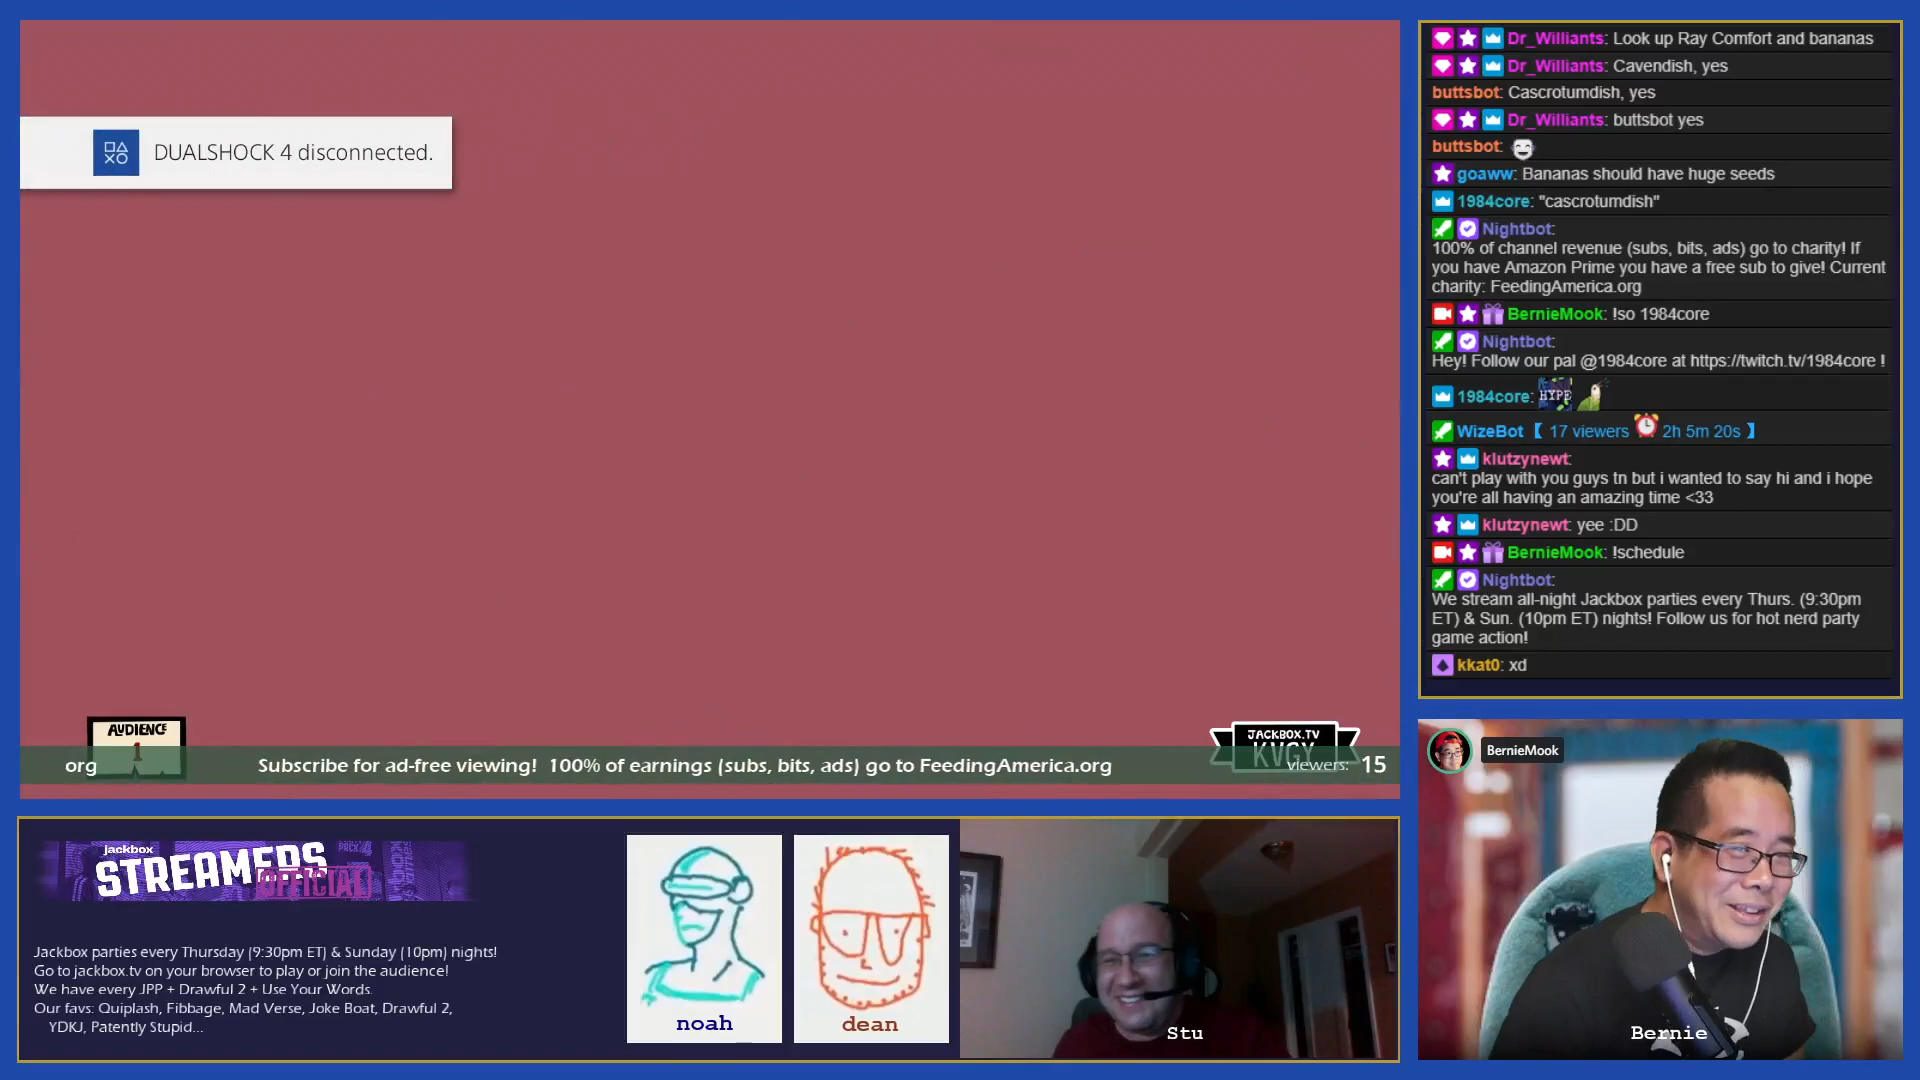 DUALSHOCK 4 disconnected.
AUDIENCE
1
JACKBOX.TV
KVGY
org
Subscribe for ad-free viewing! 100% of earnings (subs, bits, ads) go to FeedingAmerica.org
viewers: 15
Dr_Williants: Look up Ray Comfort and bananas
Dr_Williants: Cavendish, yes
buttsbot: Cascrotumdish, yes
Dr_Williants: buttsbot yes
buttsbot:
goaww: Bananas should have huge seeds
1984core: "cascrotumdish"
Nightbot:
100% of channel revenue (subs, bits, ads) go to charity! If
you have Amazon Prime you have a free sub to give! Current
charity: FeedingAmerica.org
BernieMook: !so 1984core
Nightbot:
Hey! Follow our pal @1984core at https://twitch.tv/1984core !
1984core: HYPE
WizeBot 【 17 viewers 2h 5m 20s 】
klutzynewt:
can't play with you guys tn but i wanted to say hi and i hope
you're all having an amazing time <33
klutzynewt: yee :DD
BernieMook: !schedule
Nightbot:
We stream all-night Jackbox parties every Thurs. (9:30pm
ET) & Sun. (10pm ET) nights! Follow us for hot nerd party
game action!
kkat0: xd
jackbox
STREAMERS
OFFICIAL
Jackbox parties every Thursday (9:30pm ET) & Sunday (10pm) nights!
Go to jackbox.tv on your browser to play or join the audience!
We have every JPP + Drawful 2 + Use Your Words.
Our favs: Quiplash, Fibbage, Mad Verse, Joke Boat, Drawful 2,
YDKJ, Patently Stupid...
noah
dean
Stu
BernieMook
Bernie